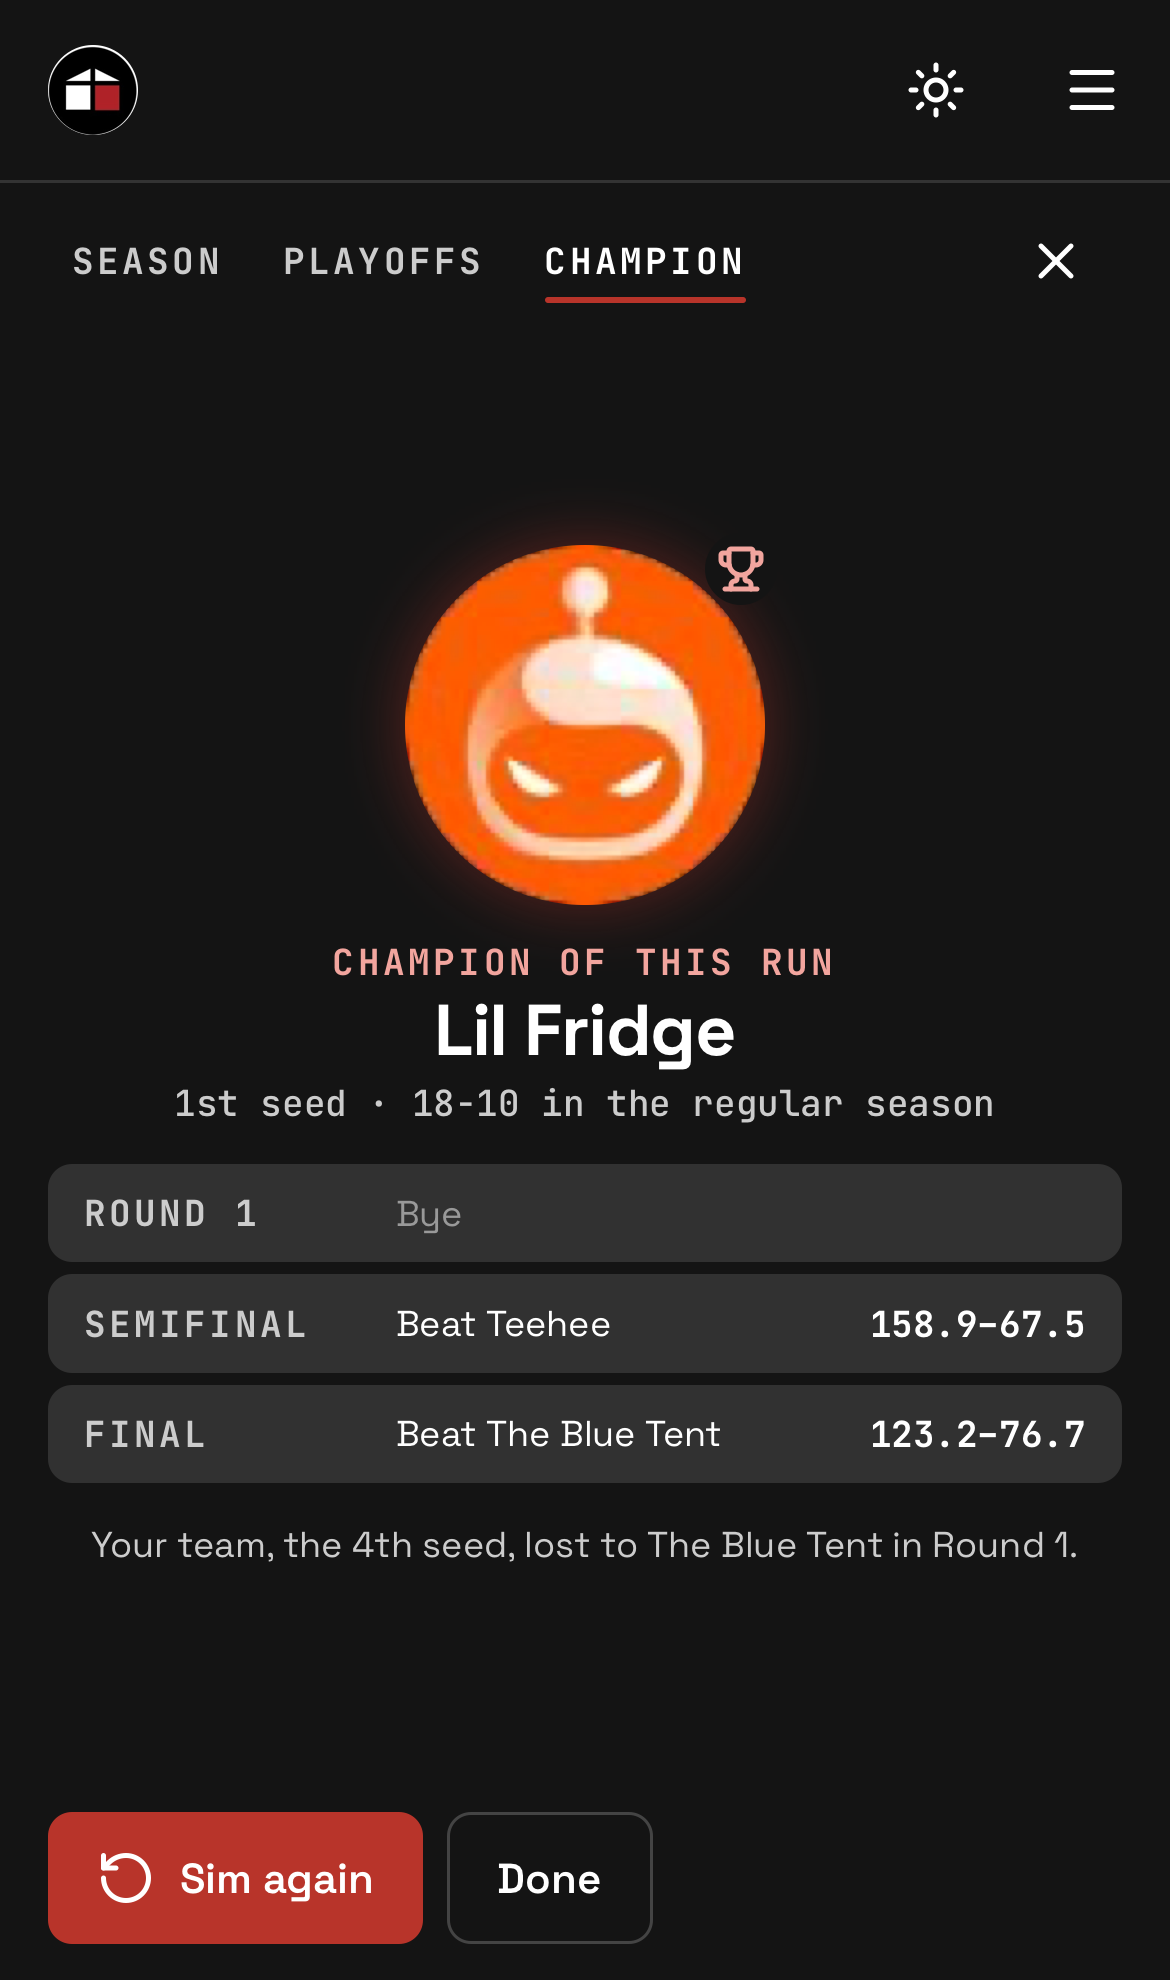 SEASON PLAYOFFS CHAMPION
CHAMPION OF THIS RUN
Lil Fridge
1st seed · 18-10 in the regular season
ROUND 1 Bye
SEMIFINAL Beat Teehee 158.9–67.5
FINAL Beat The Blue Tent 123.2–76.7
Your team, the 4th seed, lost to The Blue Tent in Round 1.
Sim again Done